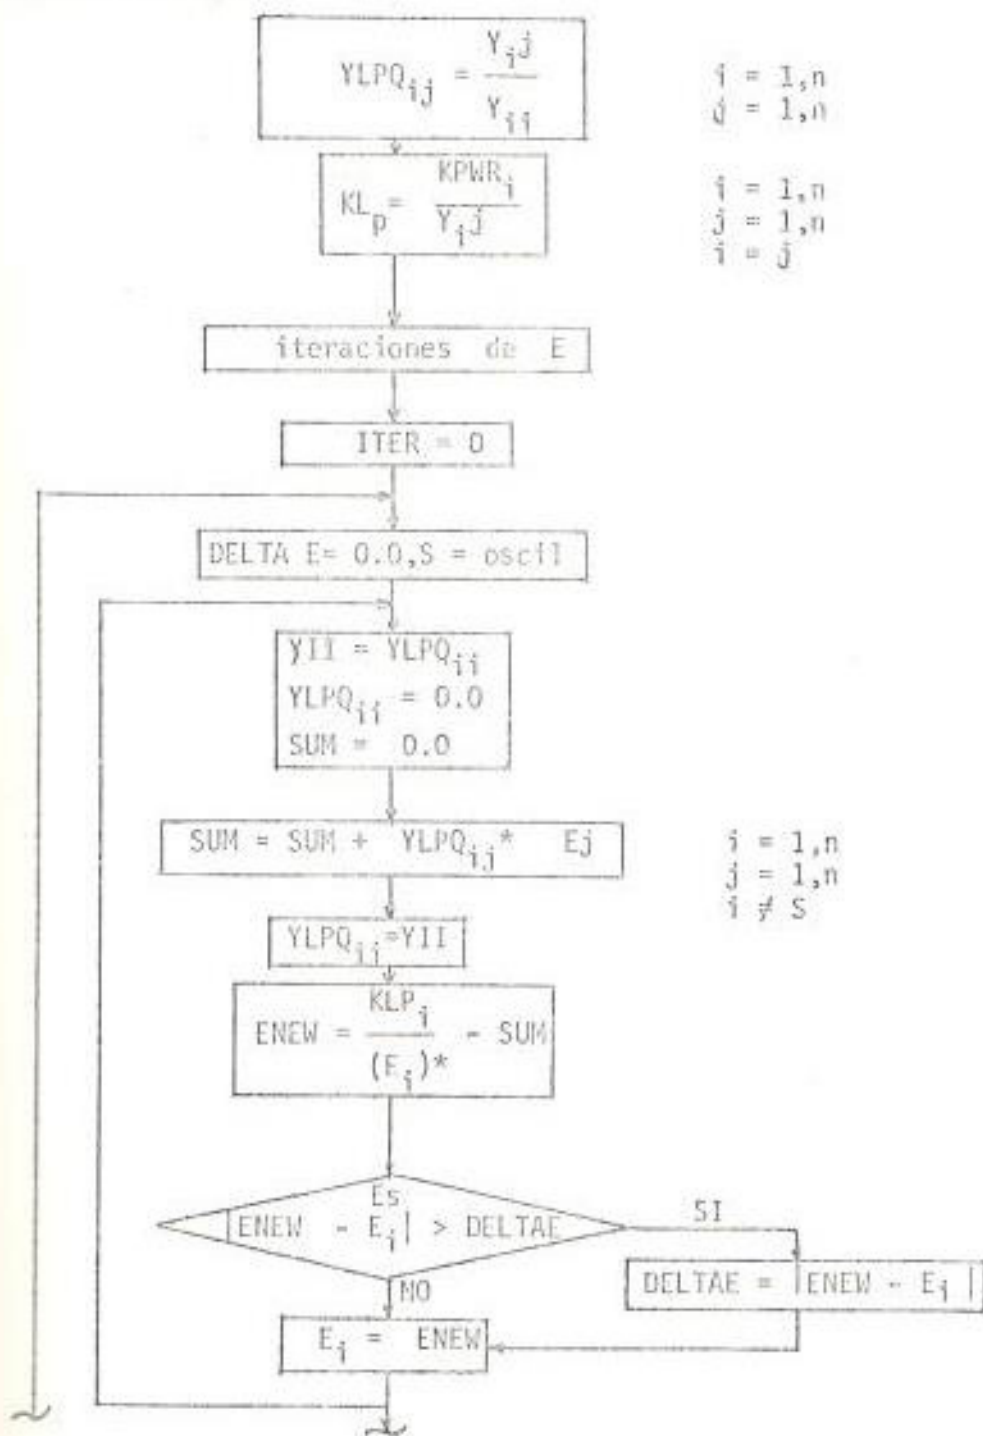 YLPQij = Yij / Yii
i = 1,n
j = 1,n
KLp = KPWRi / Yij
i = 1,n
j = 1,n
i = j
iteraciones de E
ITER = 0
DELTA E= 0.0,S = oscil
YII = YLPQii
YLPQii = 0.0
SUM = 0.0
SUM = SUM + YLPQij* Ej
i = 1,n
j = 1,n
i ≠ S
YLPQii=YII
ENEW = KLPi / (Ei)* - SUM
Es
|ENEW - Ei| > DELTAE
SI
NO
DELTAE = |ENEW - Ei|
Ei = ENEW